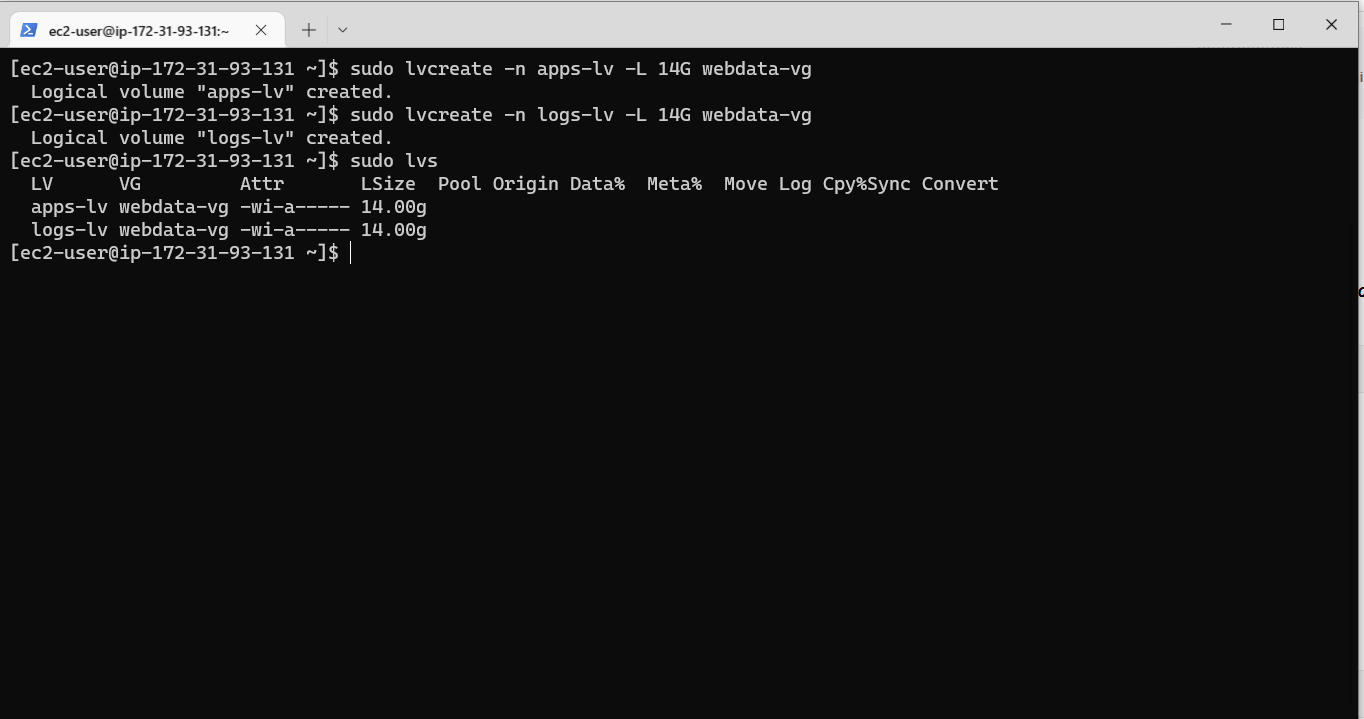 ec2-user@ip-172-31-93-131:~
[ec2-user@ip-172-31-93-131 ~]$ sudo lvcreate -n apps-lv -L 14G webdata-vg
  Logical volume "apps-lv" created.
[ec2-user@ip-172-31-93-131 ~]$ sudo lvcreate -n logs-lv -L 14G webdata-vg
  Logical volume "logs-lv" created.
[ec2-user@ip-172-31-93-131 ~]$ sudo lvs
  LV      VG         Attr       LSize  Pool Origin Data%  Meta%  Move Log Cpy%Sync Convert
  apps-lv webdata-vg -wi-a----- 14.00g
  logs-lv webdata-vg -wi-a----- 14.00g
[ec2-user@ip-172-31-93-131 ~]$